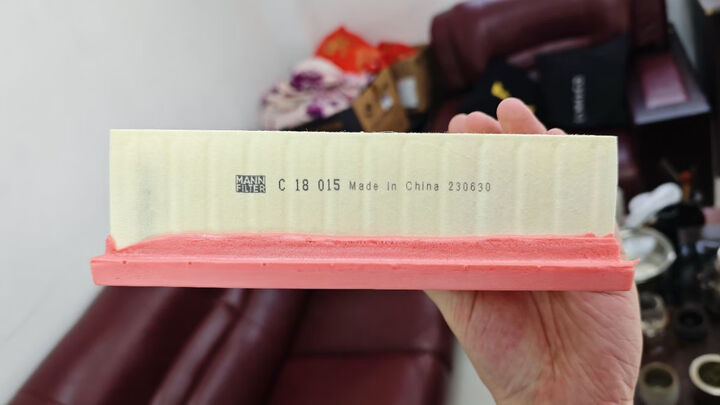 MANN
FILTER
C 18 015 Made in China 230630